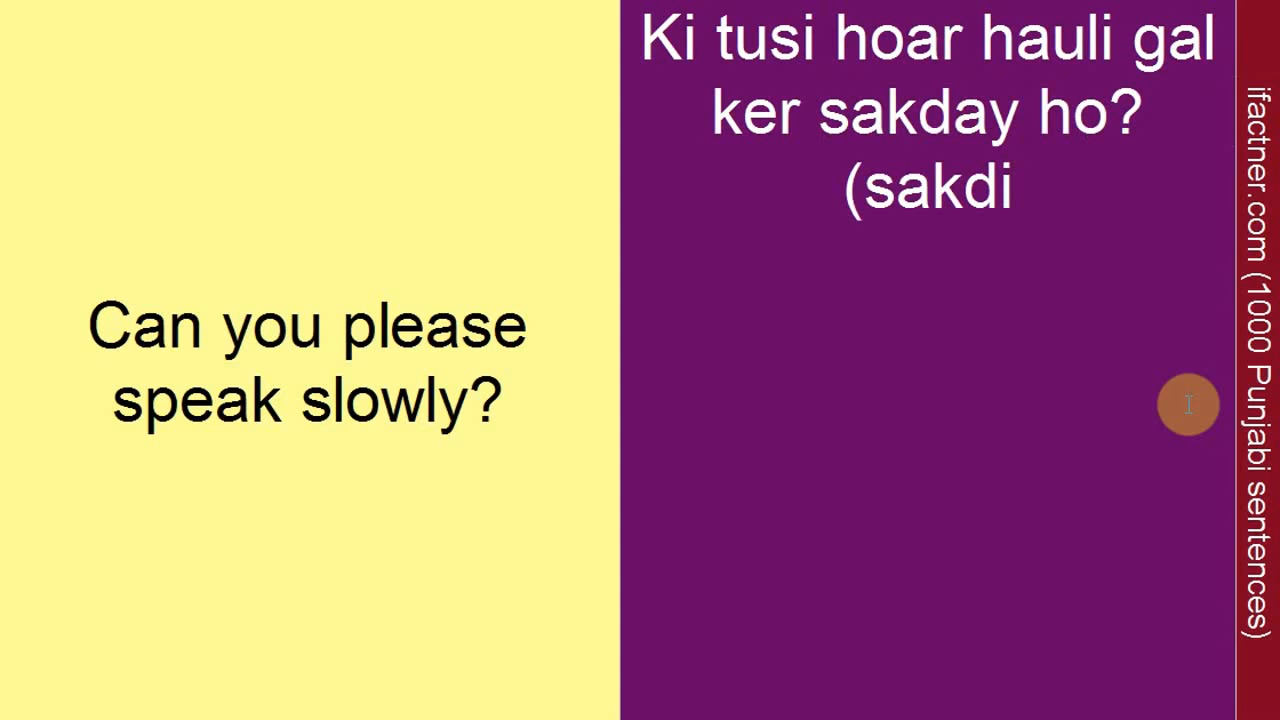 Can you please
speak slowly?
Ki tusi hoar hauli gal
ker sakday ho?
(sakdi
ifactner.com (1000 Punjabi sentences)